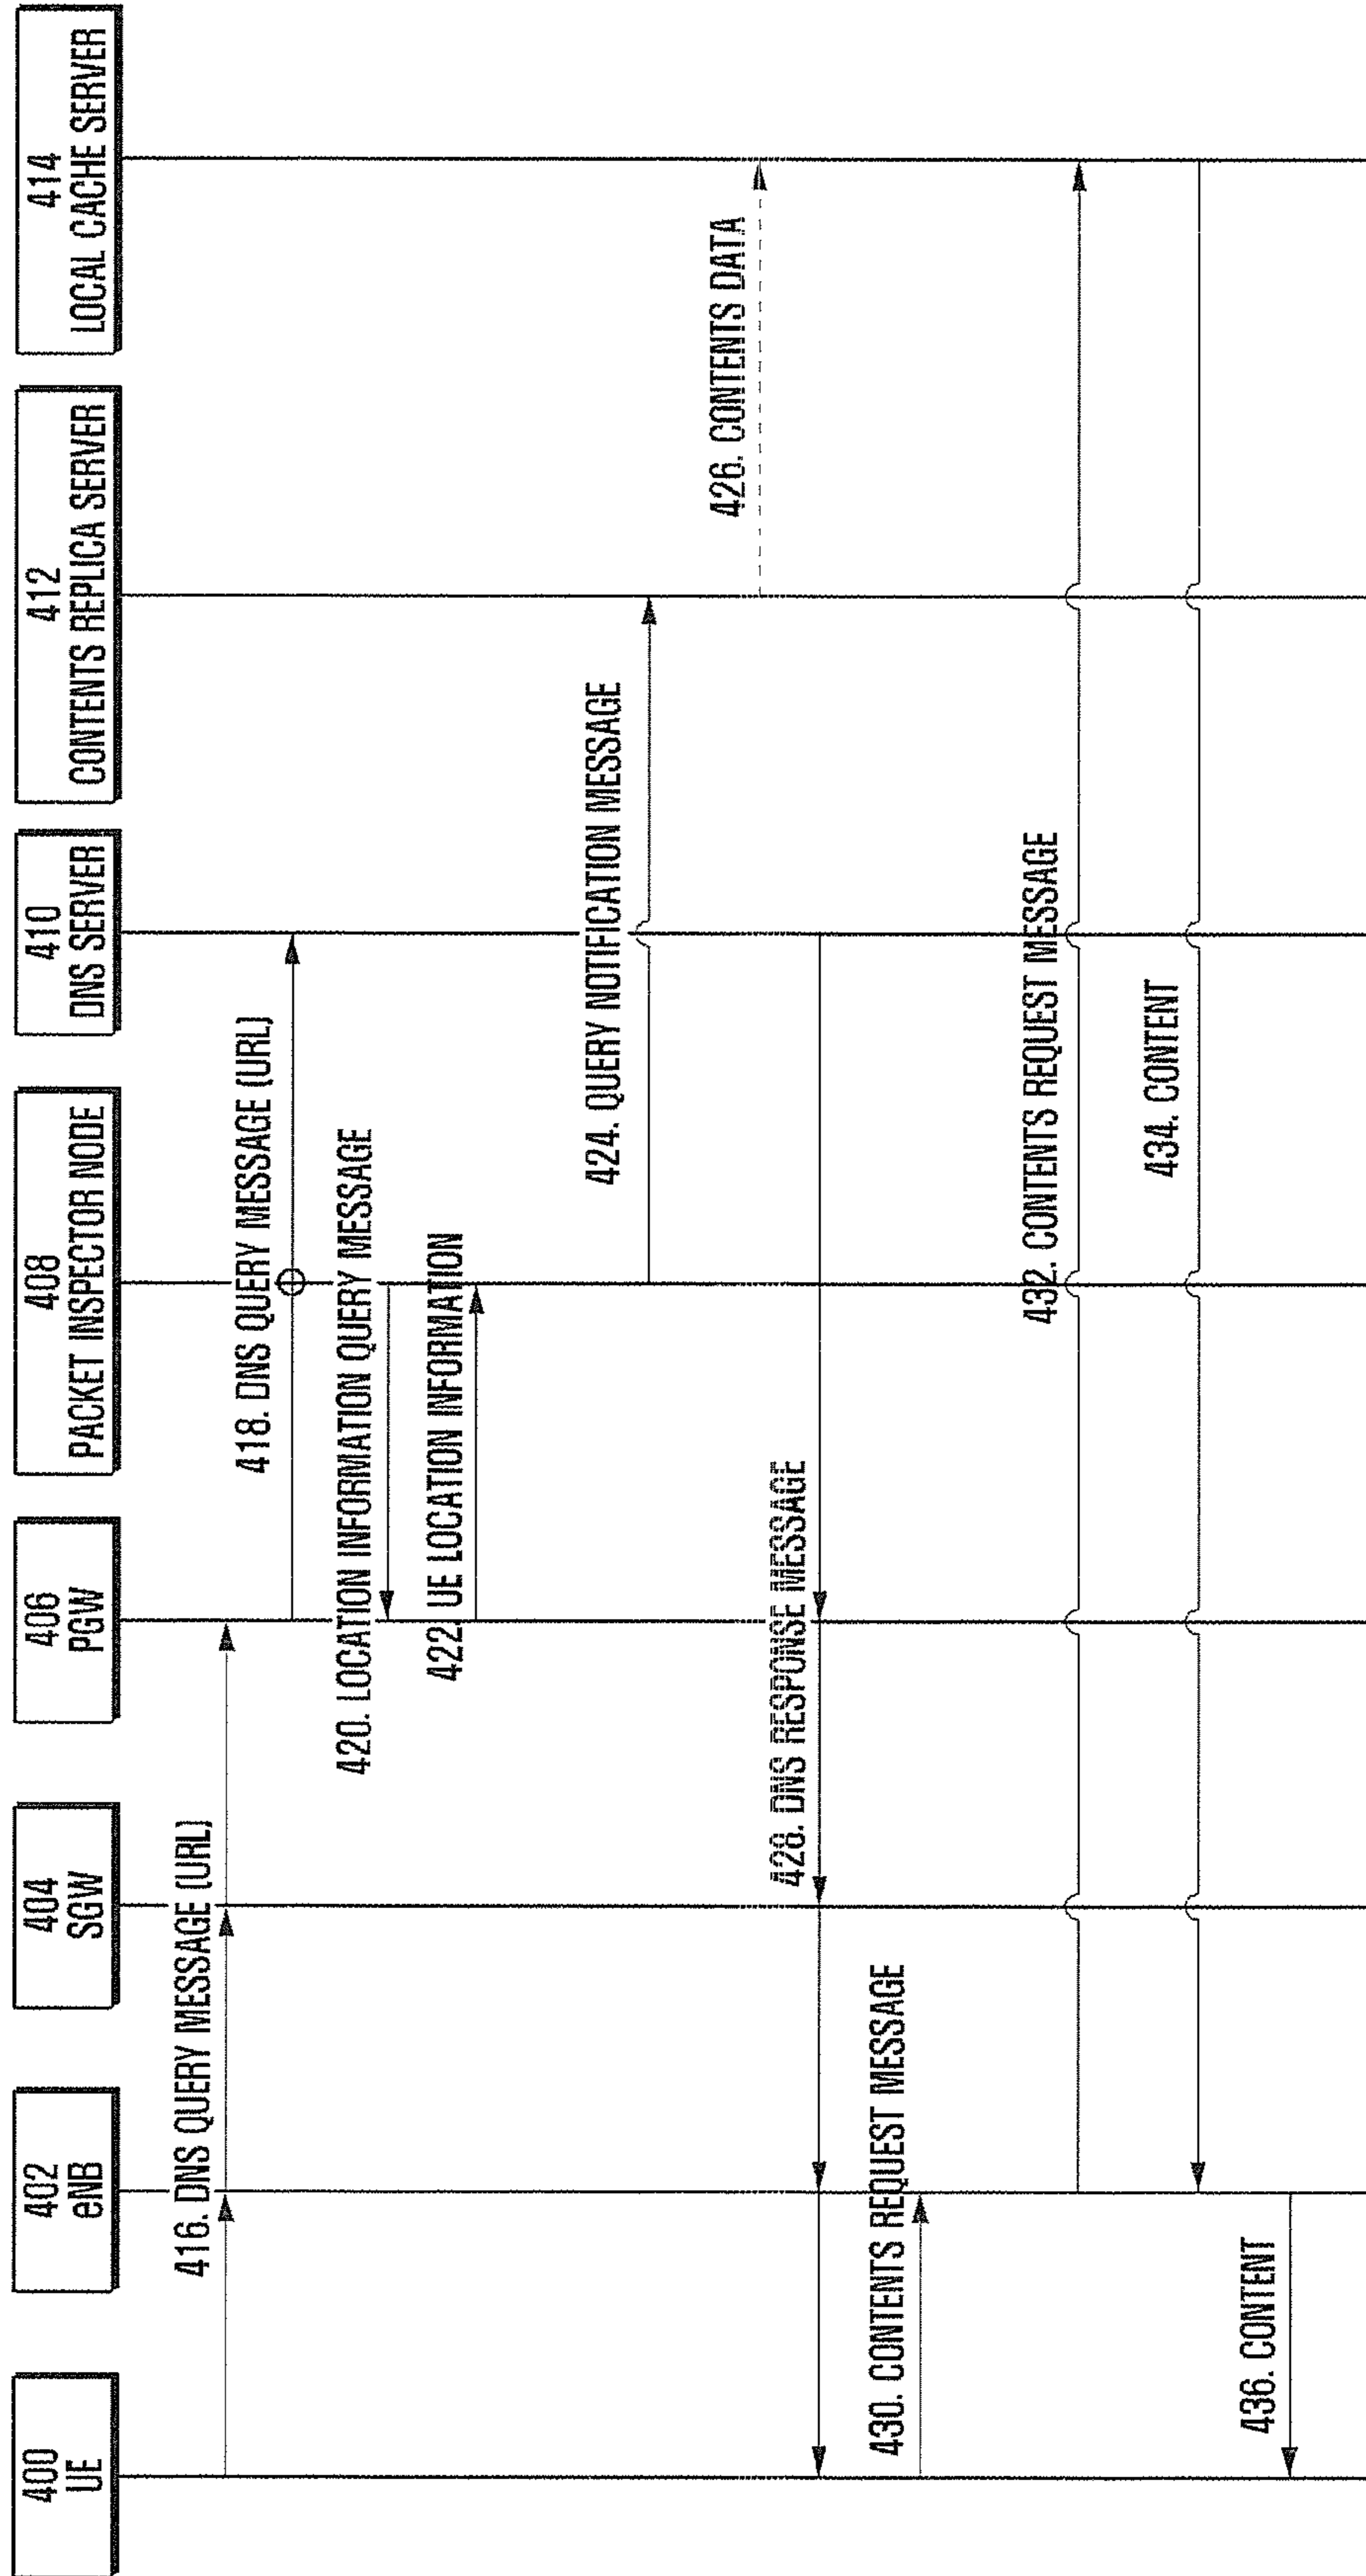 400
UE
402
eNB
404
SGW
406
PGW
408
PACKET INSPECTOR NODE
410
DNS SERVER
412
CONTENTS REPLICA SERVER
414
LOCAL CACHE SERVER
416. DNS QUERY MESSAGE (URL)
418. DNS QUERY MESSAGE (URL)
420. LOCATION INFORMATION QUERY MESSAGE
422. UE LOCATION INFORMATION
424. QUERY NOTIFICATION MESSAGE
426. CONTENTS DATA
428. DNS RESPONSE MESSAGE
430. CONTENTS REQUEST MESSAGE
432. CONTENTS REQUEST MESSAGE
434. CONTENT
436. CONTENT